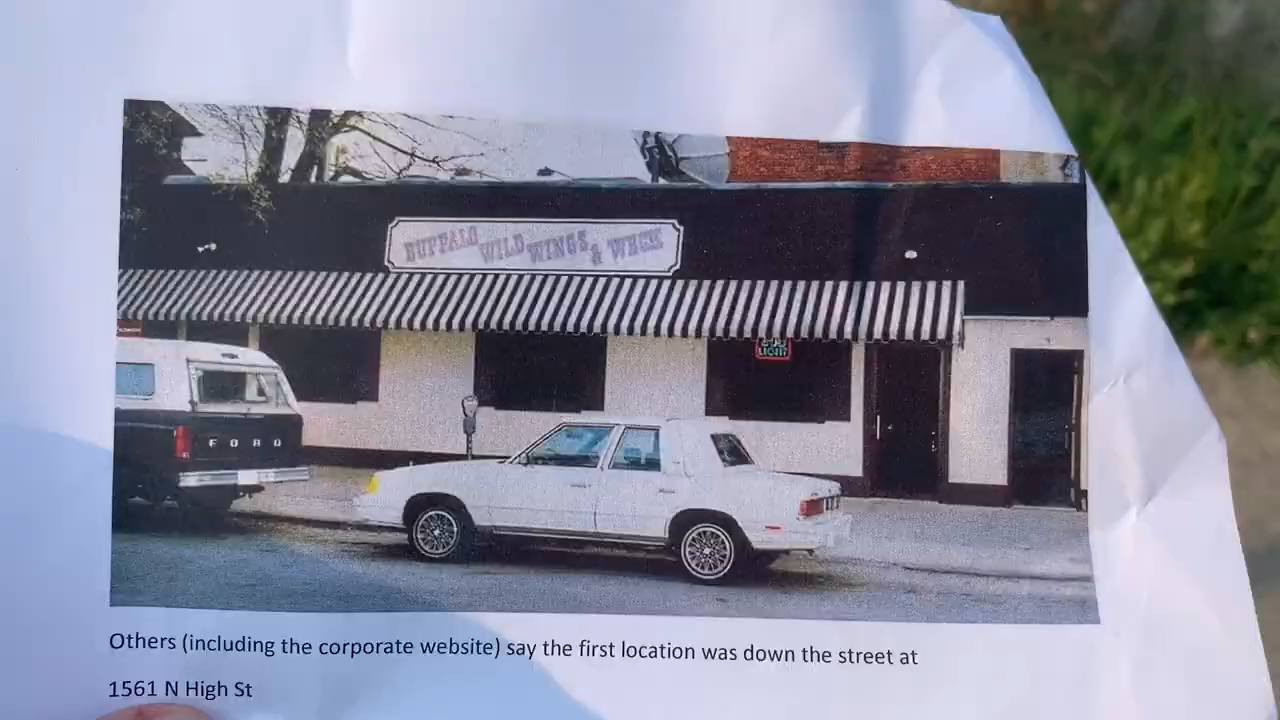 BUFFALO WILD WINGS & WECK
LIGHT
FORD
Others (including the corporate website) say the first location was down the street at
1561 N High St